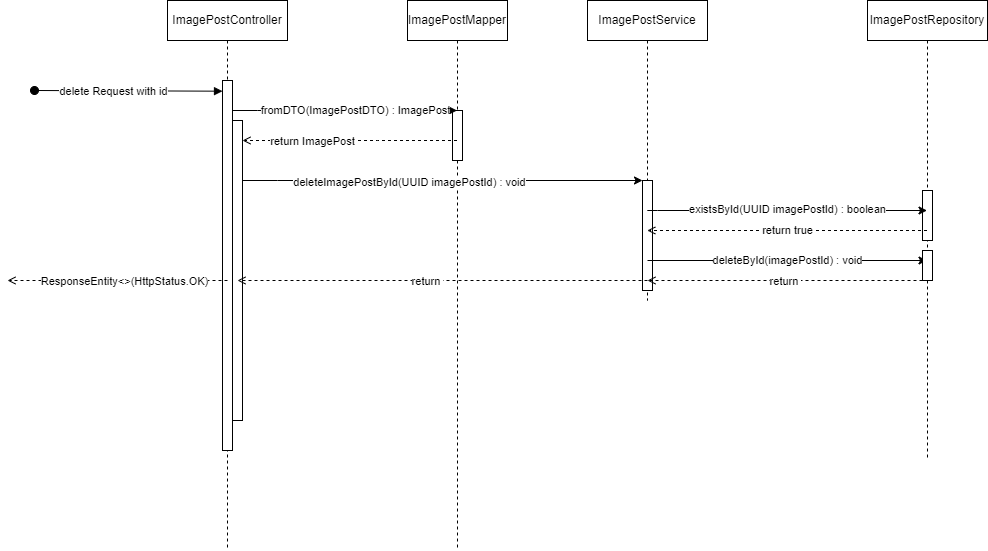 ImagePostController
ImagePostMapper
ImagePostService
ImagePostRepository
delete Request with id
fromDTO(ImagePostDTO) : ImagePost
return ImagePost
deleteImagePostById(UUID imagePostId) : void
existsById(UUID imagePostId) : boolean
return true
deleteById(imagePostId) : void
ResponseEntity<>(HttpStatus.OK)
return
return